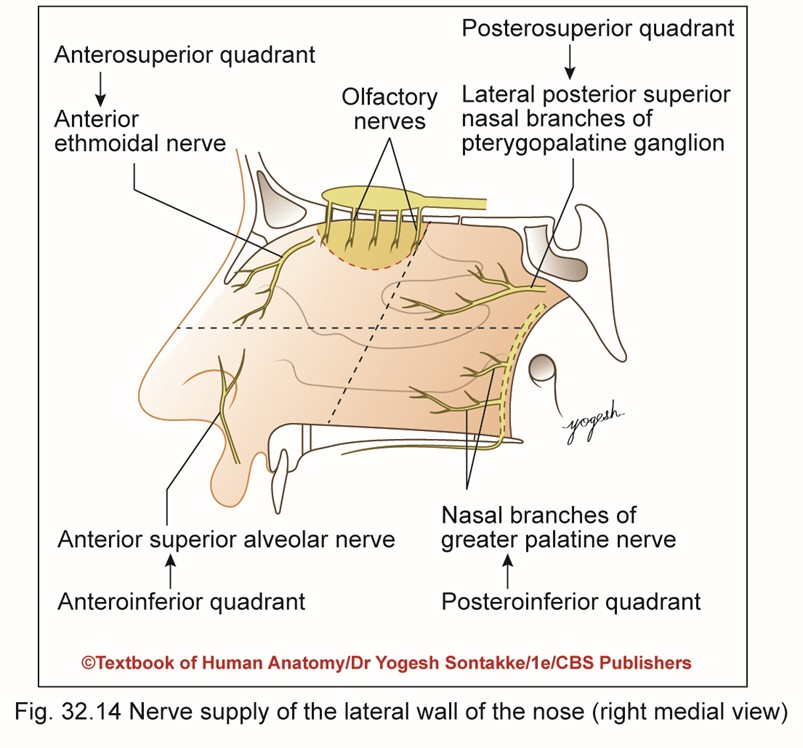 Anterosuperior quadrant
Anterior
ethmoidal nerve
Olfactory
nerves
Posterosuperior quadrant
Lateral posterior superior
nasal branches of
pterygopalatine ganglion
yogesh
Anterior superior alveolar nerve
Anteroinferior quadrant
Nasal branches of
greater palatine nerve
Posteroinferior quadrant
©Textbook of Human Anatomy/Dr Yogesh Sontakke/1e/CBS Publishers
Fig. 32.14 Nerve supply of the lateral wall of the nose (right medial view)